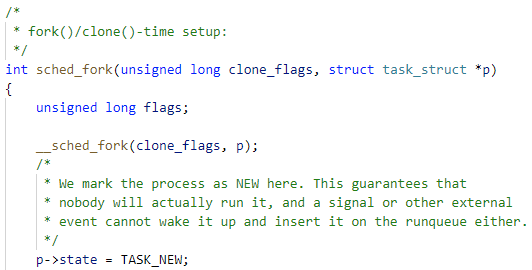 /*
 * fork()/clone()-time setup:
 */
int sched_fork(unsigned long clone_flags, struct task_struct *p)
{
    unsigned long flags;

    __sched_fork(clone_flags, p);
    /*
     * We mark the process as NEW here. This guarantees that
     * nobody will actually run it, and a signal or other external
     * event cannot wake it up and insert it on the runqueue either.
     */
    p->state = TASK_NEW;